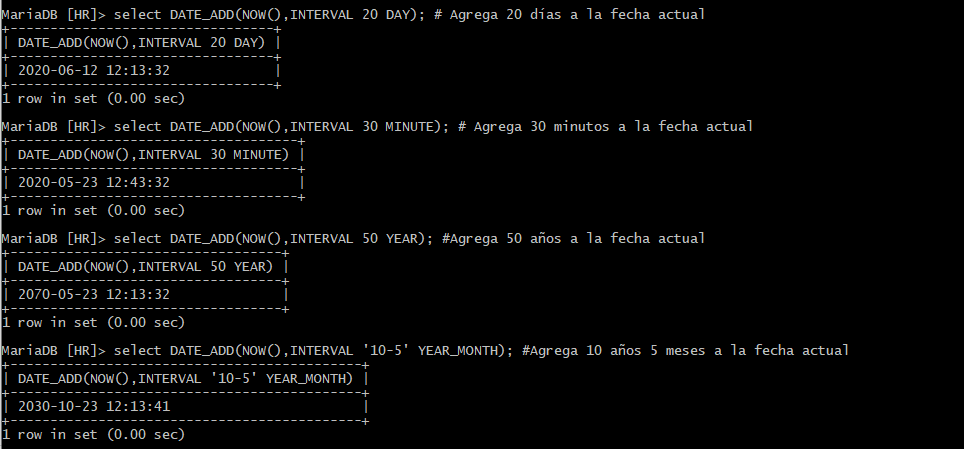 MariaDB [HR]> select DATE_ADD(NOW(),INTERVAL 20 DAY); # Agrega 20 días a la fecha actual
+---------------------------------+
| DATE_ADD(NOW(),INTERVAL 20 DAY) |
+---------------------------------+
| 2020-06-12 12:13:32             |
+---------------------------------+
1 row in set (0.00 sec)

MariaDB [HR]> select DATE_ADD(NOW(),INTERVAL 30 MINUTE); # Agrega 30 minutos a la fecha actual
+------------------------------------+
| DATE_ADD(NOW(),INTERVAL 30 MINUTE) |
+------------------------------------+
| 2020-05-23 12:43:32                |
+------------------------------------+
1 row in set (0.00 sec)

MariaDB [HR]> select DATE_ADD(NOW(),INTERVAL 50 YEAR); #Agrega 50 años a la fecha actual
+----------------------------------+
| DATE_ADD(NOW(),INTERVAL 50 YEAR) |
+----------------------------------+
| 2070-05-23 12:13:32              |
+----------------------------------+
1 row in set (0.00 sec)

MariaDB [HR]> select DATE_ADD(NOW(),INTERVAL '10-5' YEAR_MONTH); #Agrega 10 años 5 meses a la fecha actual
+--------------------------------------------+
| DATE_ADD(NOW(),INTERVAL '10-5' YEAR_MONTH) |
+--------------------------------------------+
| 2030-10-23 12:13:41                        |
+--------------------------------------------+
1 row in set (0.00 sec)